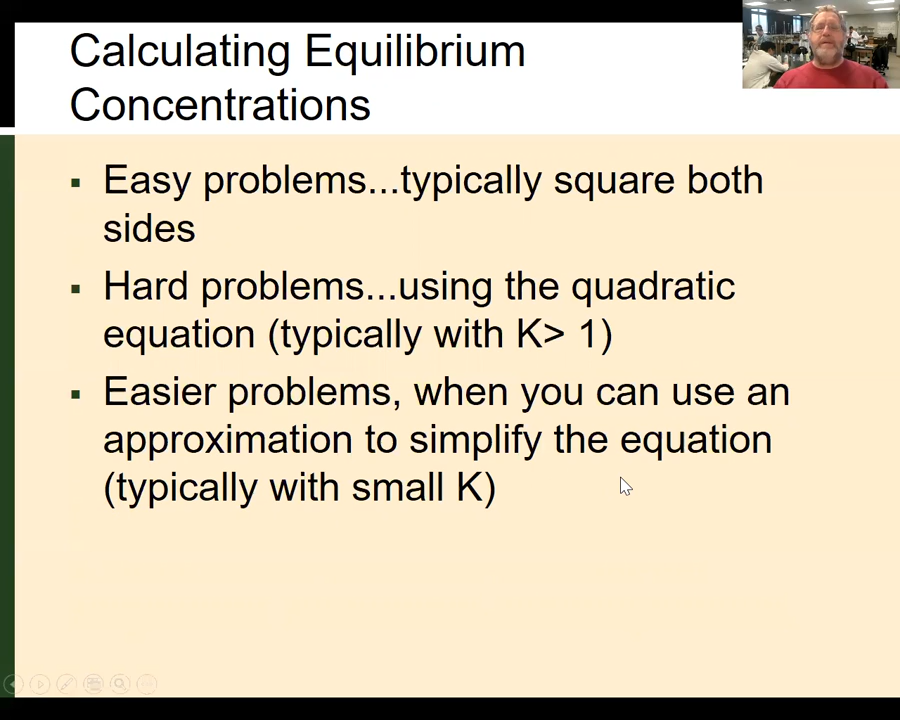 Calculating Equilibrium
Concentrations
▪ Easy problems...typically square both
sides
▪ Hard problems...using the quadratic
equation (typically with K> 1)
▪ Easier problems, when you can use an
approximation to simplify the equation
(typically with small K)